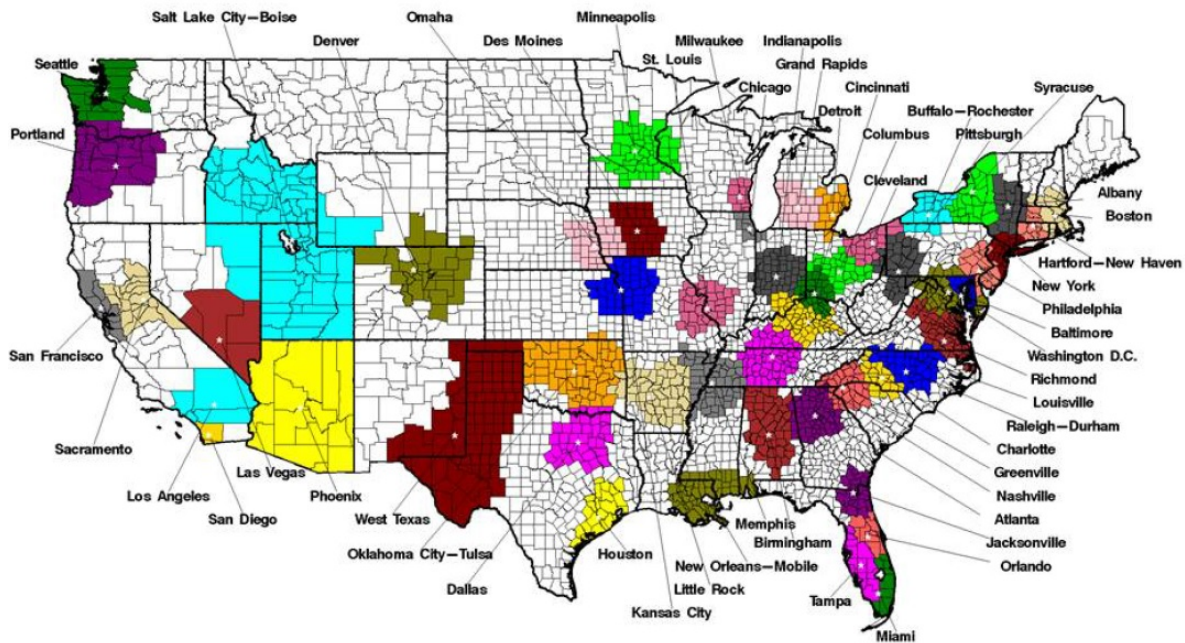 Salt Lake City—Boise
Omaha
Minneapolis
Denver
Des Moines
Milwaukee
Indianapolis
St. Louis
Grand Rapids
Seattle
Chicago
Cincinnati
Detroit
Buffalo—Rochester
Syracuse
Portland
Columbus
Pittsburgh
Cleveland
Albany
Boston
Hartford—New Haven
New York
Philadelphia
Baltimore
San Francisco
Washington D.C.
Richmond
Louisville
Raleigh—Durham
Sacramento
Charlotte
Las Vegas
Greenville
Los Angeles
Phoenix
Nashville
San Diego
West Texas
Memphis
Atlanta
Oklahoma City—Tulsa
Houston
Birmingham
Jacksonville
New Orleans—Mobile
Orlando
Dallas
Little Rock
Tampa
Kansas City
Miami